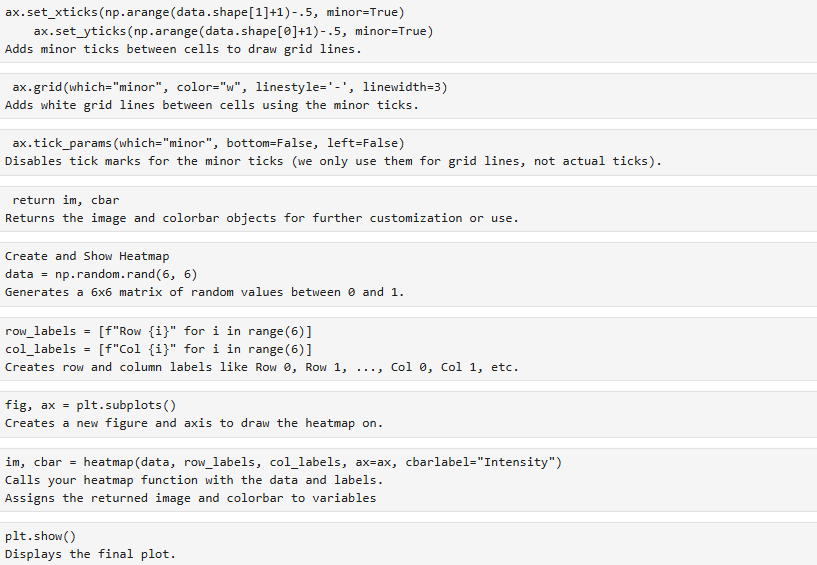 ax.set_xticks(np.arange(data.shape[1]+1)-.5, minor=True)
    ax.set_yticks(np.arange(data.shape[0]+1)-.5, minor=True)
Adds minor ticks between cells to draw grid lines.
 ax.grid(which="minor", color="w", linestyle='-', linewidth=3)
Adds white grid lines between cells using the minor ticks.
 ax.tick_params(which="minor", bottom=False, left=False)
Disables tick marks for the minor ticks (we only use them for grid lines, not actual ticks).
 return im, cbar
Returns the image and colorbar objects for further customization or use.
Create and Show Heatmap
data = np.random.rand(6, 6)
Generates a 6x6 matrix of random values between 0 and 1.
row_labels = [f"Row {i}" for i in range(6)]
col_labels = [f"Col {i}" for i in range(6)]
Creates row and column labels like Row 0, Row 1, ..., Col 0, Col 1, etc.
fig, ax = plt.subplots()
Creates a new figure and axis to draw the heatmap on.
im, cbar = heatmap(data, row_labels, col_labels, ax=ax, cbarlabel="Intensity")
Calls your heatmap function with the data and labels.
Assigns the returned image and colorbar to variables
plt.show()
Displays the final plot.